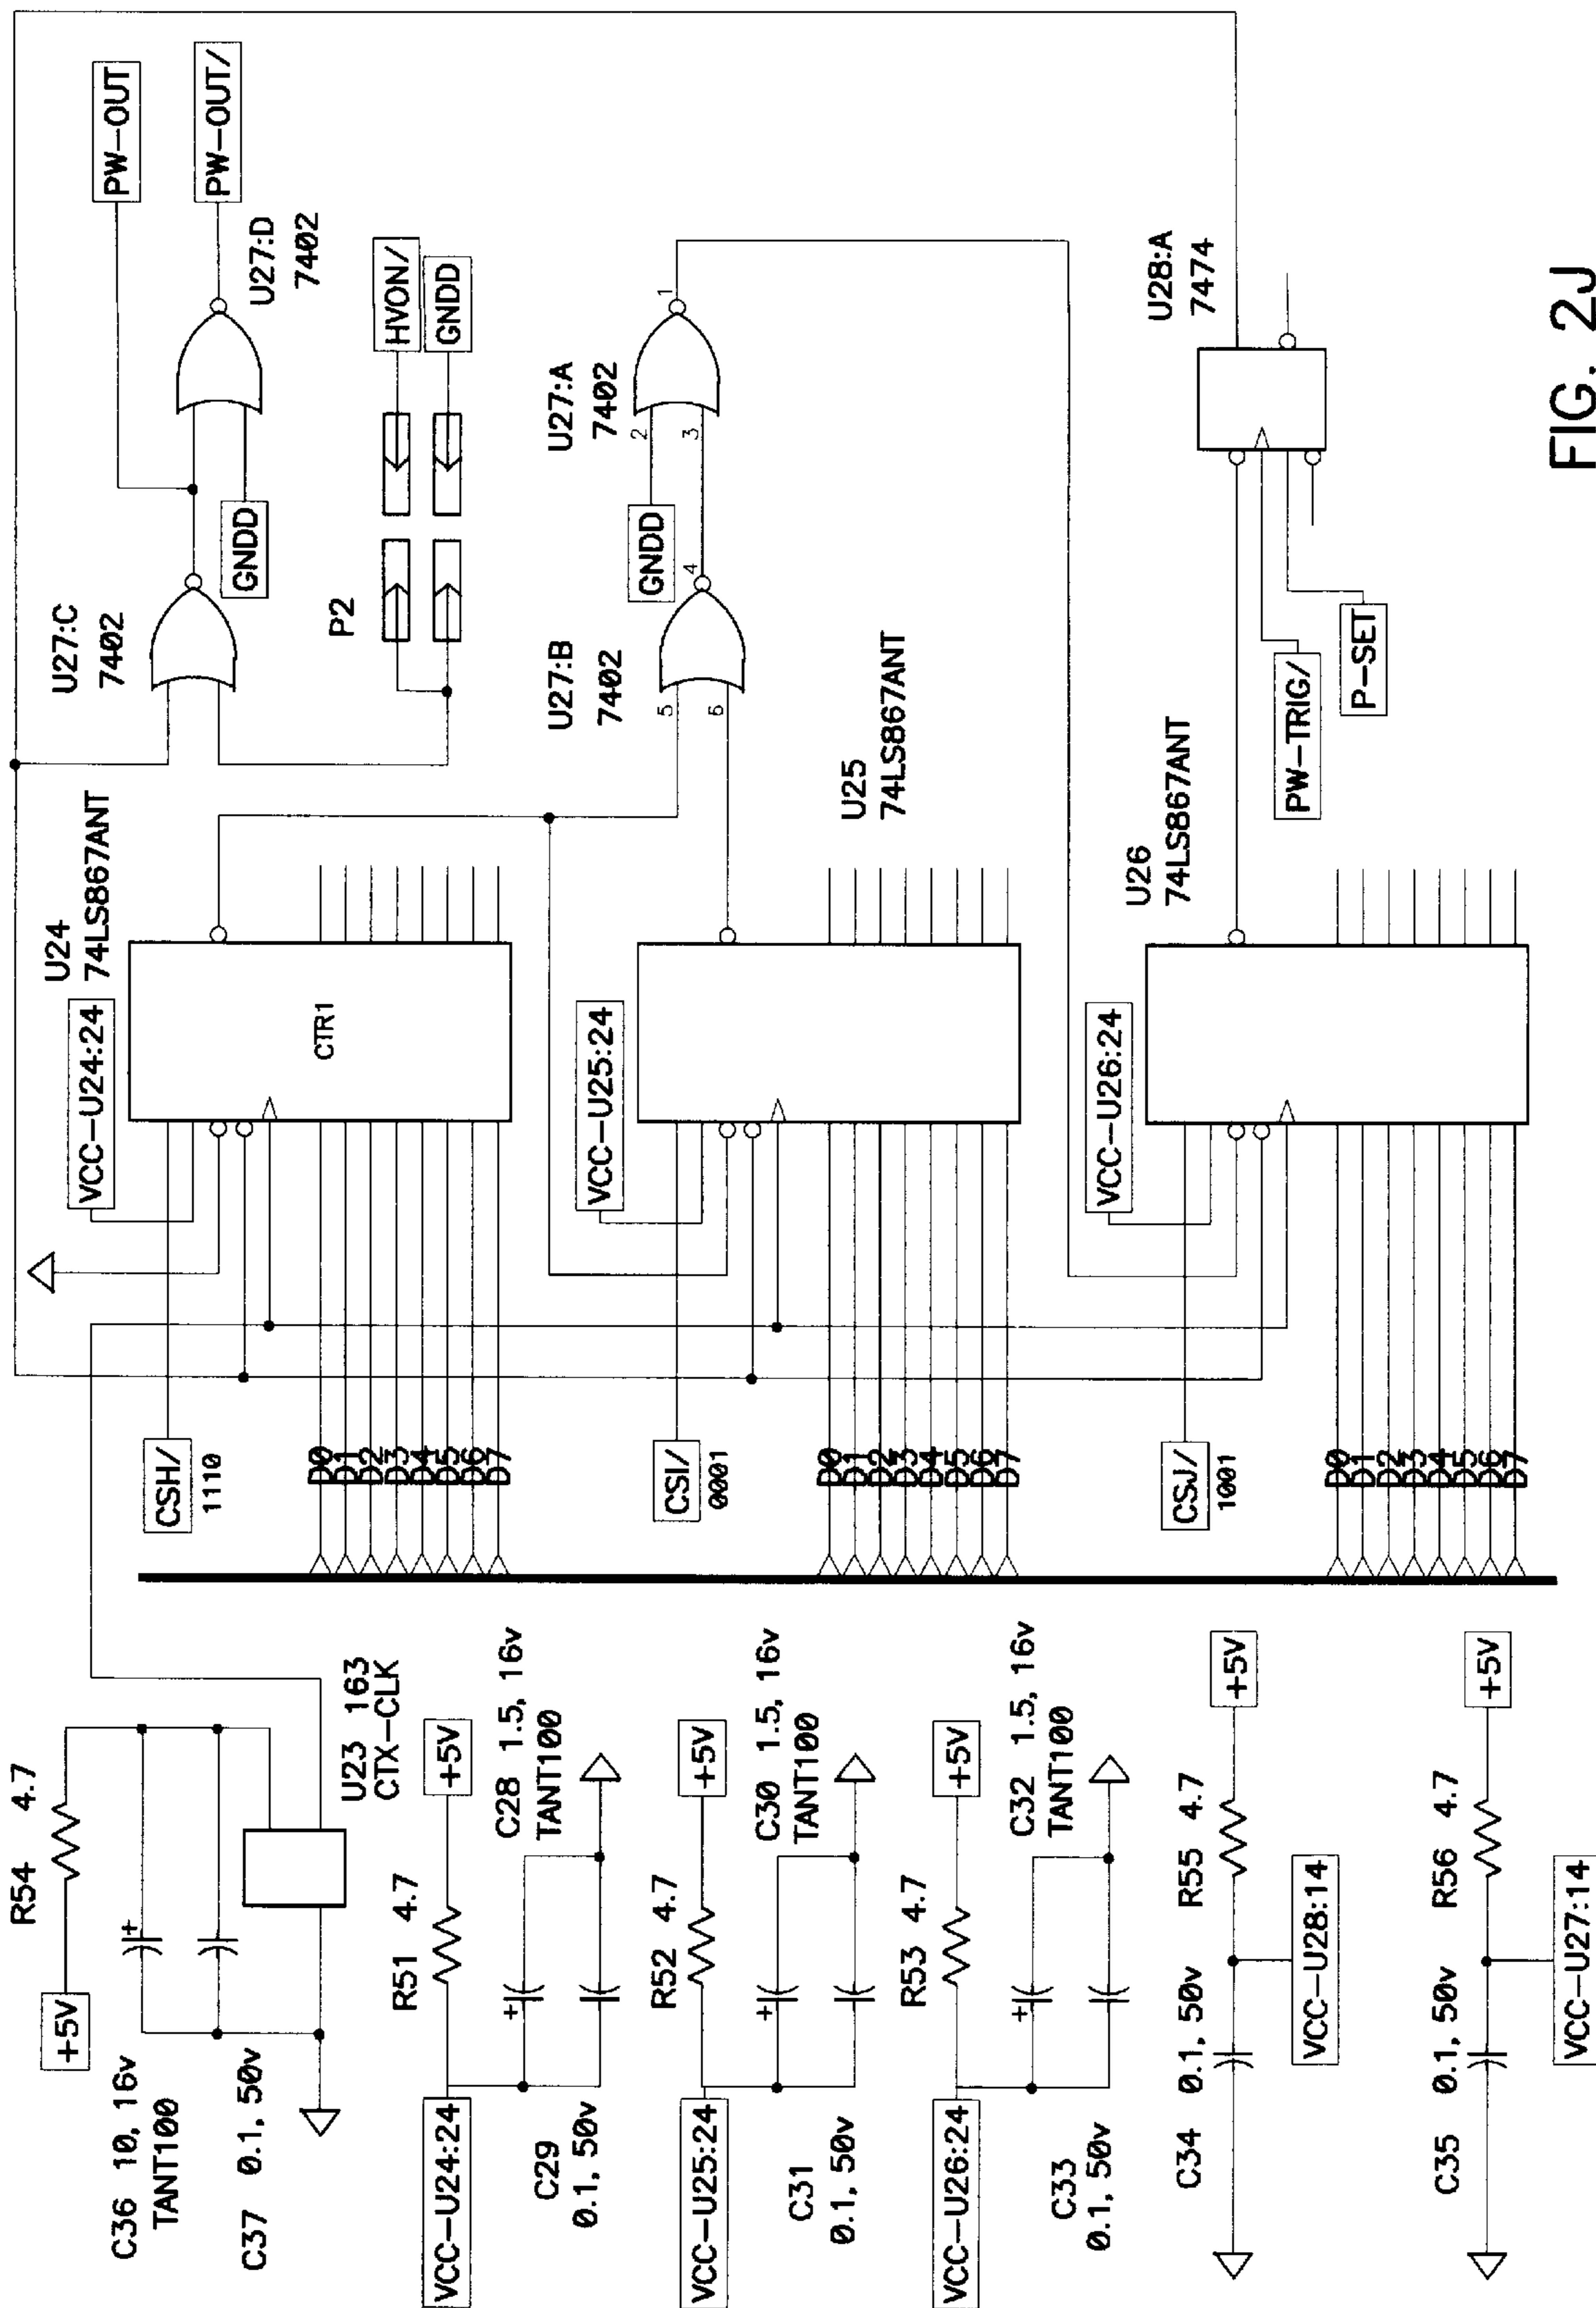 R54 4.7
+5V
C36 10, 16v
TANT100
C37 0.1, 50v
U23 163
CTX-CLK
R51 4.7
+5V
VCC-U24:24
C28 1.5, 16v
TANT100
C29
0.1, 50v
R52 4.7
+5V
VCC-U25:24
C30 1.5, 16v
TANT100
C31
0.1, 50v
R53 4.7
+5V
VCC-U26:24
C32 1.5, 16v
TANT100
C33
0.1, 50v
C34 0.1, 50v
R55 4.7
+5V
VCC-U28:14
C35 0.1, 50v
R56 4.7
+5V
VCC-U27:14
CSH/
1110
VCC-U24:24
U24
74LS867ANT
CTR1
D0
D1
D2
D3
D4
D5
D6
D7
CSI/
0001
VCC-U25:24
U25
74LS867ANT
D0
D1
D2
D3
D4
D5
D6
D7
CSJ/
1001
VCC-U26:24
U26
74LS867ANT
D0
D1
D2
D3
D4
D5
D6
D7
U27:C
7402
GNDD
PW-OUT
PW-OUT/
U27:D
7402
P2
HVON/
GNDD
U27:B
7402
5
6
4
GNDD
U27:A
7402
2
3
1
U28:A
7474
PW-TRIG/
P-SET
FIG. 2J